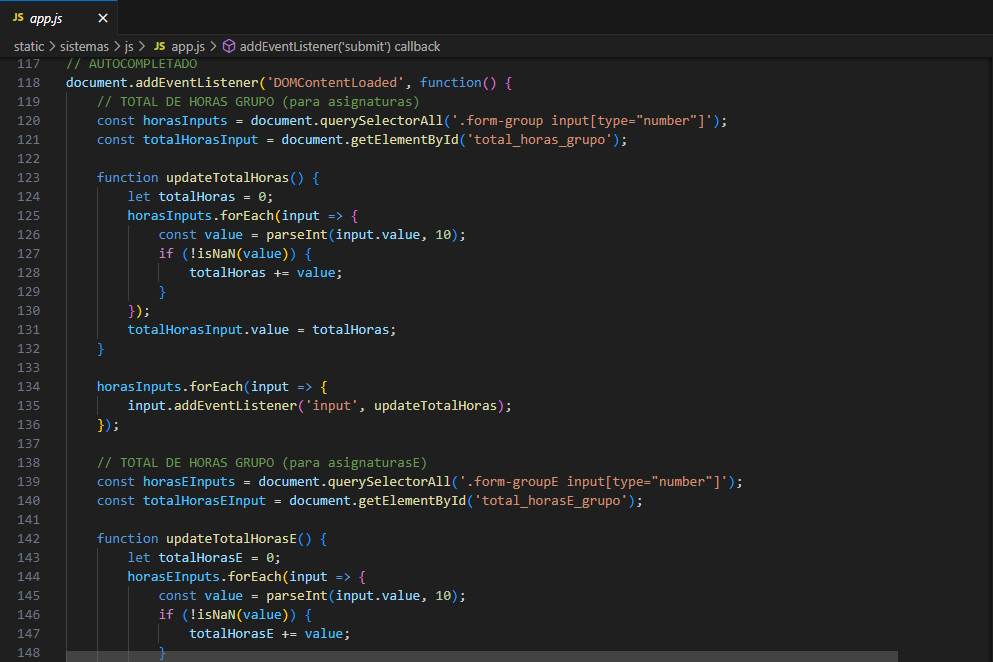 JS app.js ×
static > sistemas > js > JS app.js > addEventListener('submit') callback
117 // AUTOCOMPLETADO
118 document.addEventListener('DOMContentLoaded', function() {
119 // TOTAL DE HORAS GRUPO (para asignaturas)
120 const horasInputs = document.querySelectorAll('.form-group input[type="number"]');
121 const totalHorasInput = document.getElementById('total_horas_grupo');
122
123 function updateTotalHoras() {
124 let totalHoras = 0;
125 horasInputs.forEach(input => {
126 const value = parseInt(input.value, 10);
127 if (!isNaN(value)) {
128 totalHoras += value;
129 }
130 });
131 totalHorasInput.value = totalHoras;
132 }
133
134 horasInputs.forEach(input => {
135 input.addEventListener('input', updateTotalHoras);
136 });
137
138 // TOTAL DE HORAS GRUPO (para asignaturasE)
139 const horasEInputs = document.querySelectorAll('.form-groupE input[type="number"]');
140 const totalHorasEInput = document.getElementById('total_horasE_grupo');
141
142 function updateTotalHorasE() {
143 let totalHorasE = 0;
144 horasEInputs.forEach(input => {
145 const value = parseInt(input.value, 10);
146 if (!isNaN(value)) {
147 totalHorasE += value;
148 }